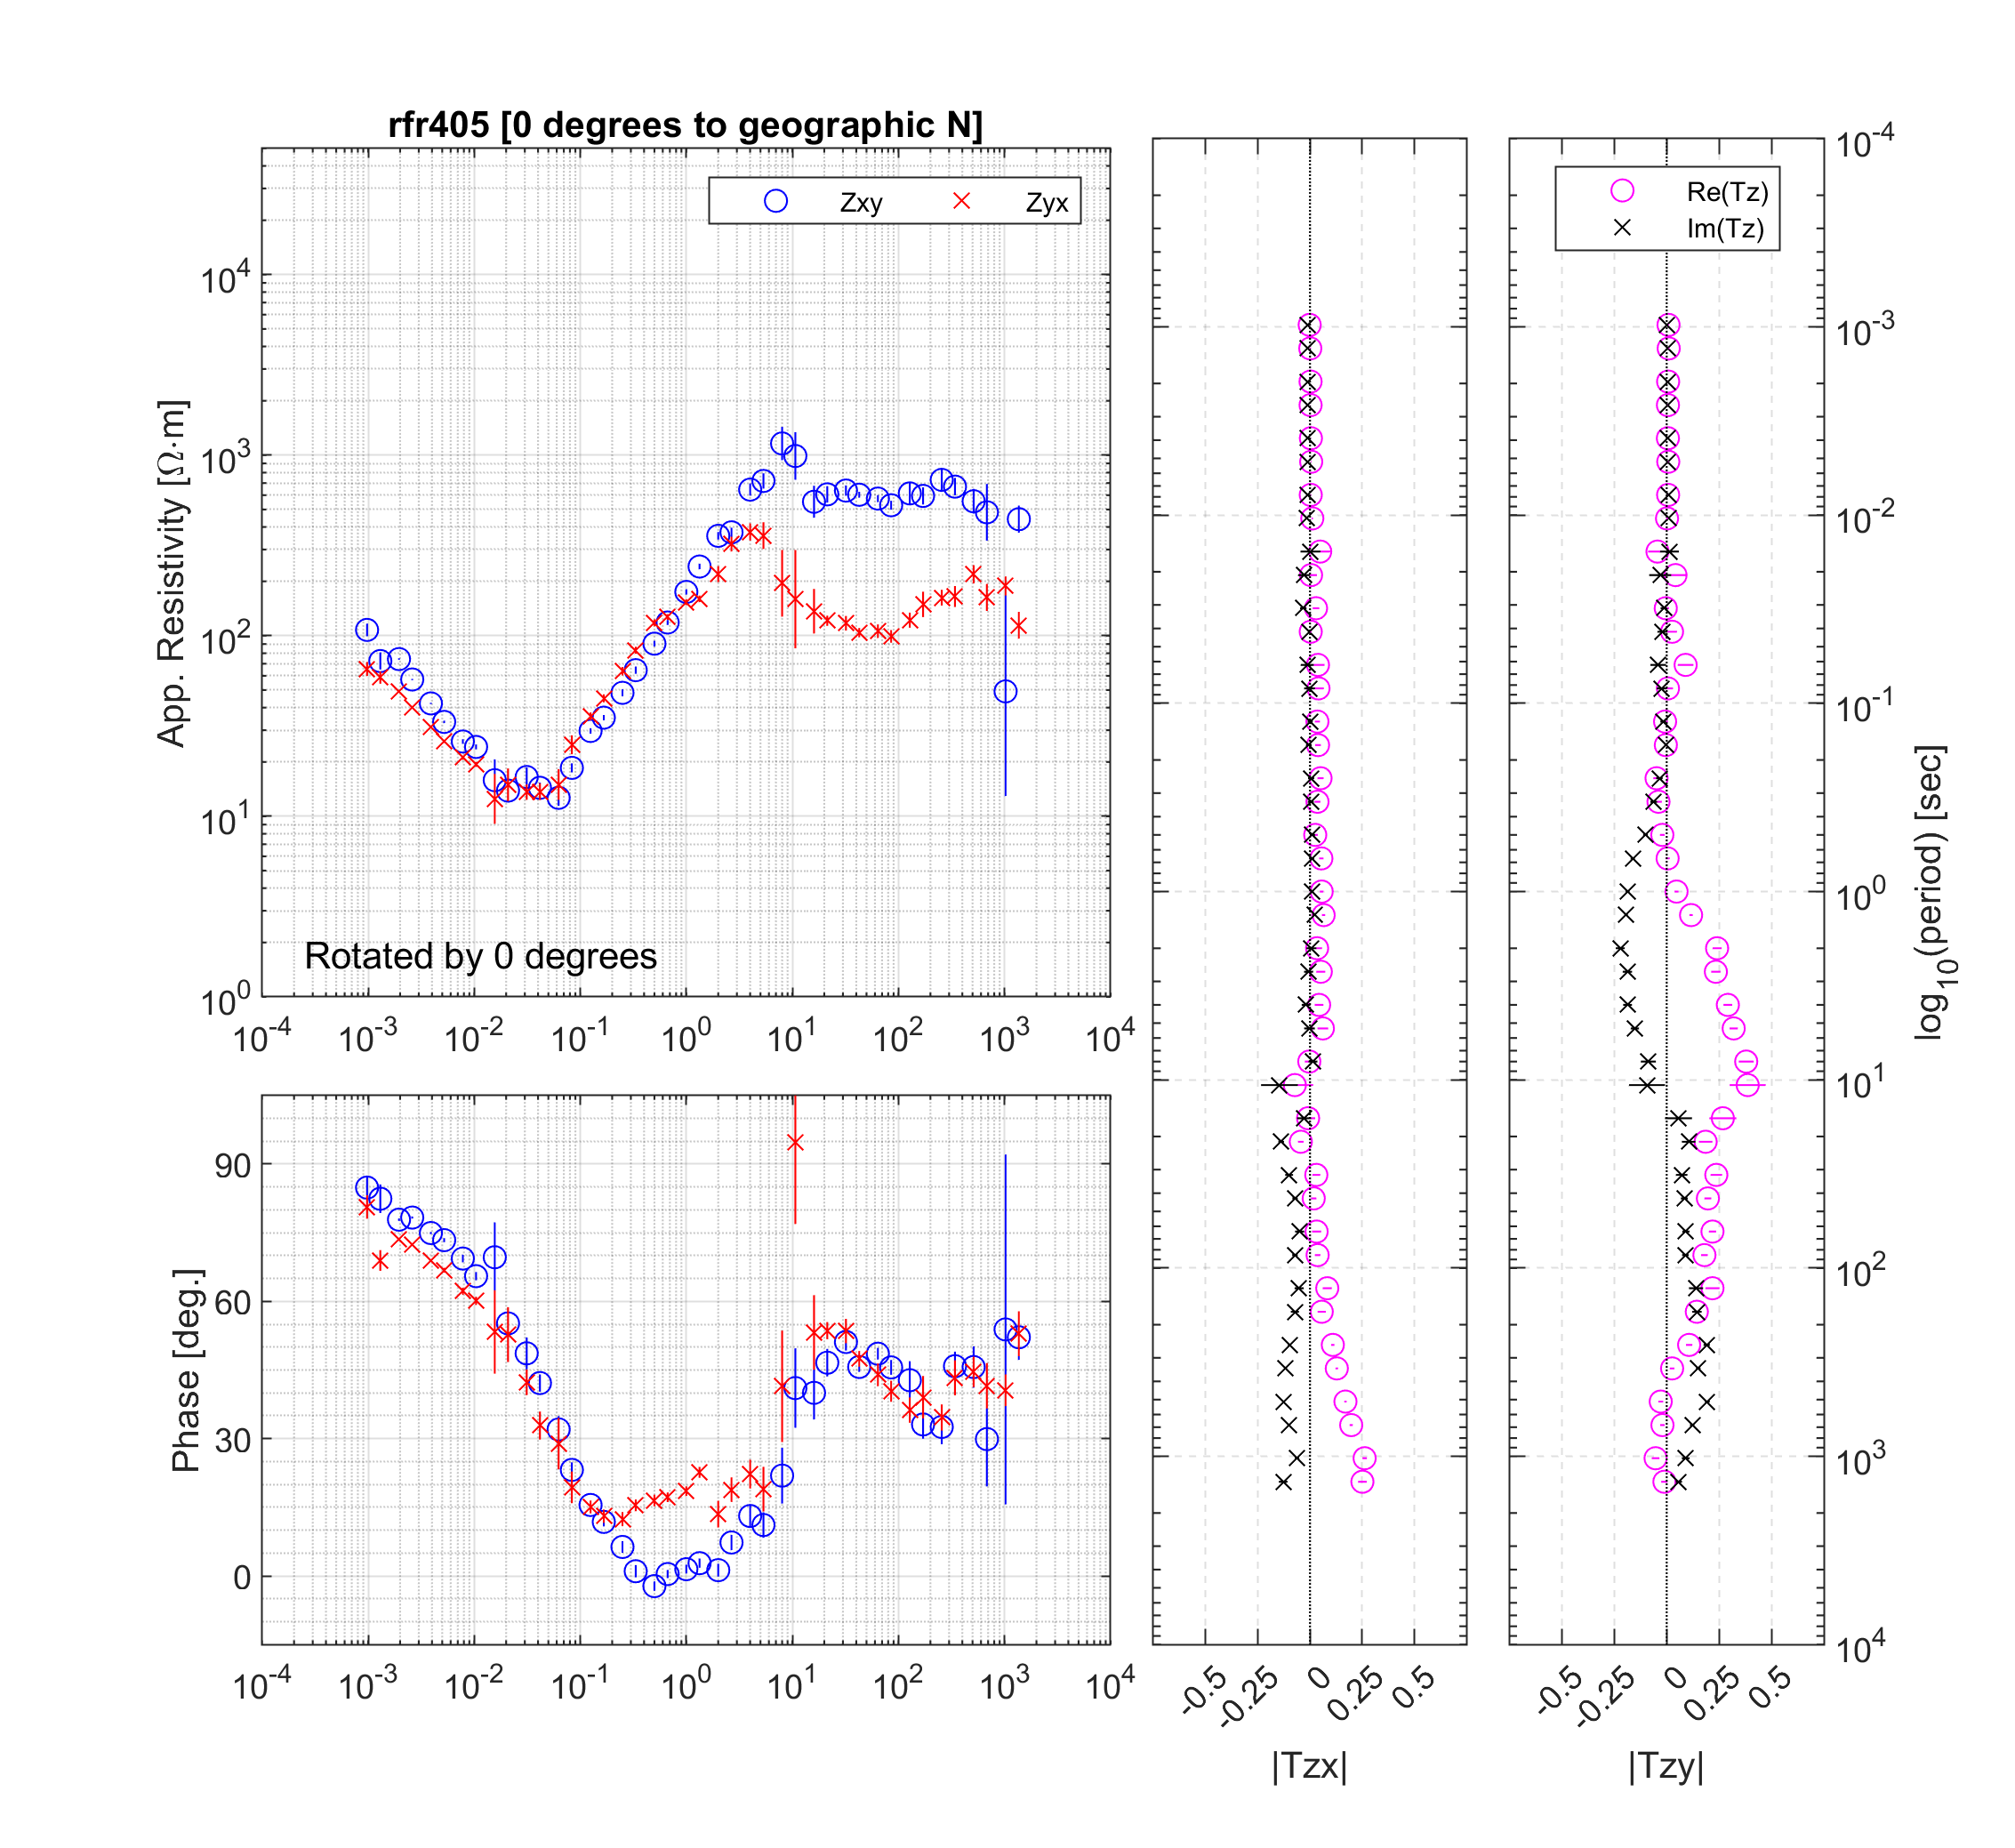 rfr405 [0 degrees to geographic N]
Zxy Zyx
App. Resistivity [Ω·m]
10^4
10^3
10^2
10^1
10^0
Rotated by 0 degrees
10^-4 10^-3 10^-2 10^-1 10^0 10^1 10^2 10^3 10^4
Phase [deg.]
90
60
30
0
10^-4 10^-3 10^-2 10^-1 10^0 10^1 10^2 10^3 10^4
-0.5 -0.25 0 0.25 0.5
|Tzx|
Re(Tz)
Im(Tz)
-0.5 -0.25 0 0.25 0.5
|Tzy|
10^-4
10^-3
10^-2
10^-1
10^0
10^1
10^2
10^3
10^4
log_10(period) [sec]